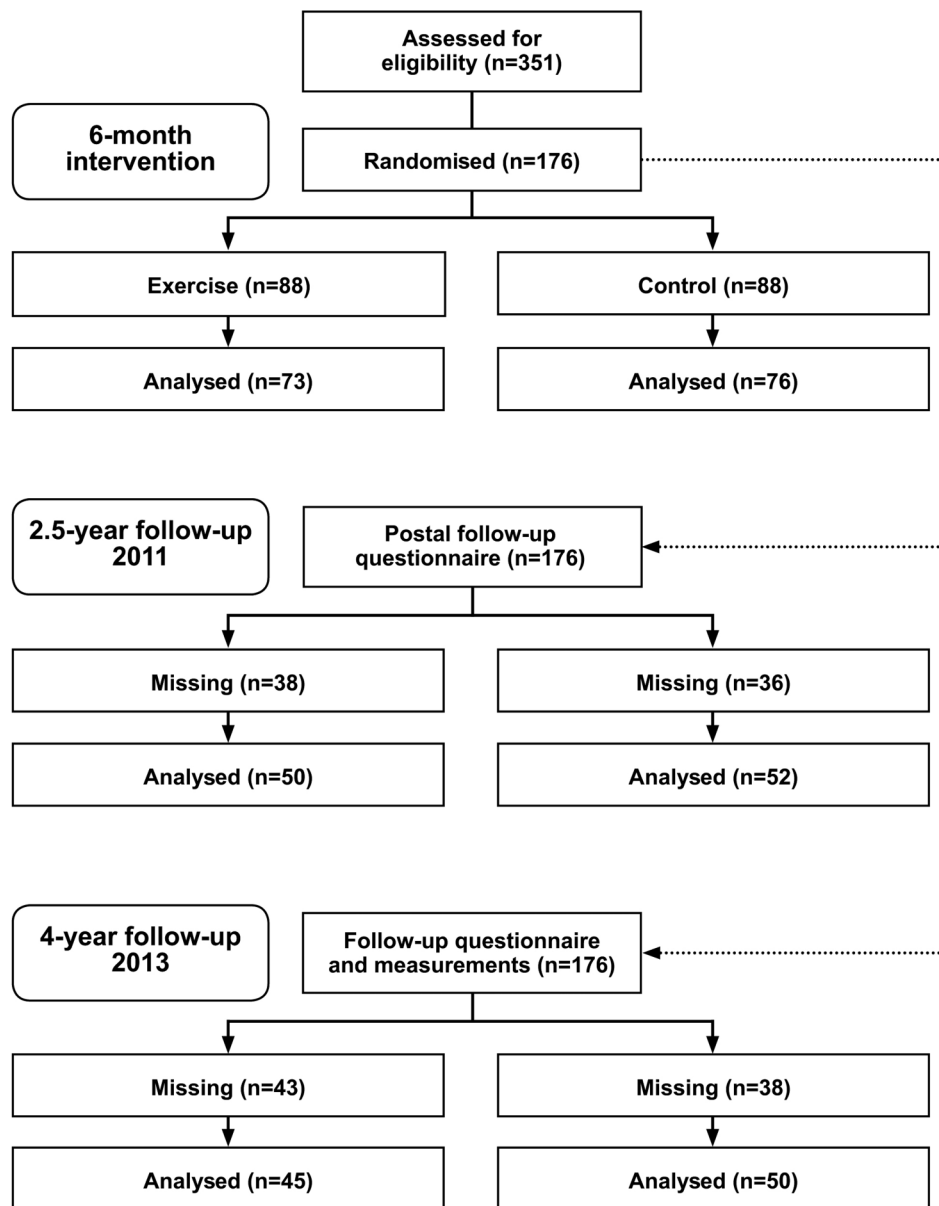 Assessed for
eligibility (n=351)
6-month
intervention
Randomised (n=176)
Exercise (n=88)
Control (n=88)
Analysed (n=73)
Analysed (n=76)
2.5-year follow-up
2011
Postal follow-up
questionnaire (n=176)
Missing (n=38)
Missing (n=36)
Analysed (n=50)
Analysed (n=52)
4-year follow-up
2013
Follow-up questionnaire
and measurements (n=176)
Missing (n=43)
Missing (n=38)
Analysed (n=45)
Analysed (n=50)